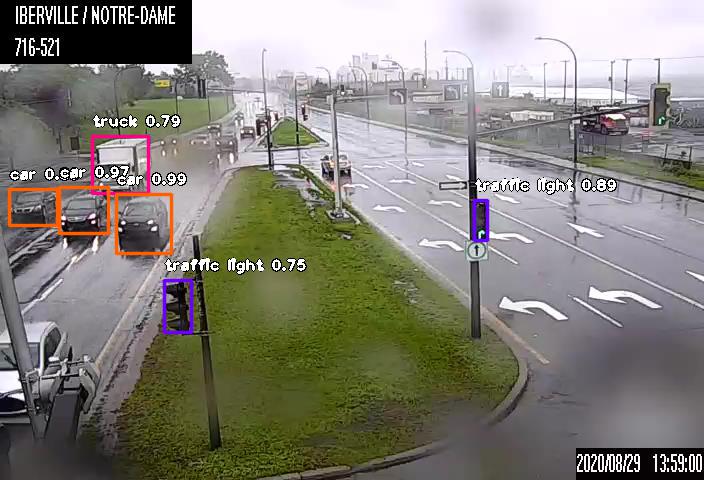 IBERVILLE / NOTRE-DAME
716-521
truck 0.79
car 0.
car 0.97
car 0.99
traffic light 0.89
traffic light 0.75
2020/08/29 13:59:00